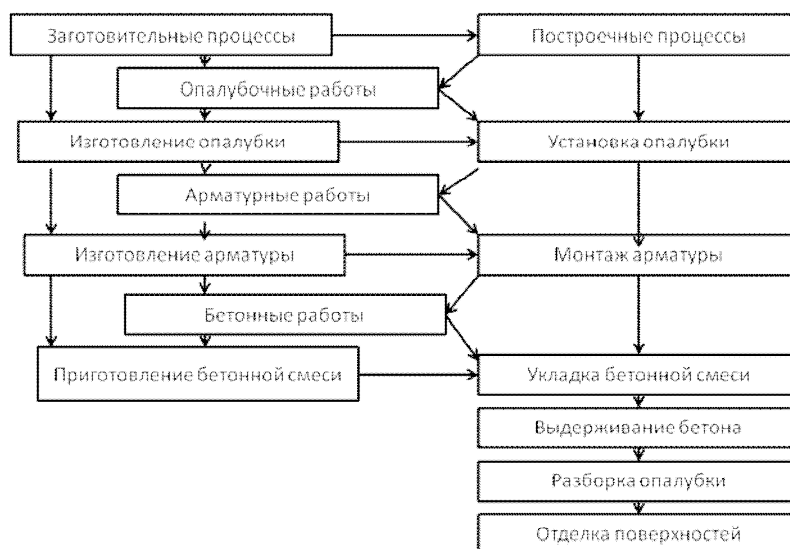 Заготовительные процессы
Построечные процессы
Опалубочные работы
Изготовление опалубки
Установка опалубки
Арматурные работы
Изготовление арматуры
Монтаж арматуры
Бетонные работы
Приготовление бетонной смеси
Укладка бетонной смеси
Выдерживание бетона
Разборка опалубки
Отделка поверхностей